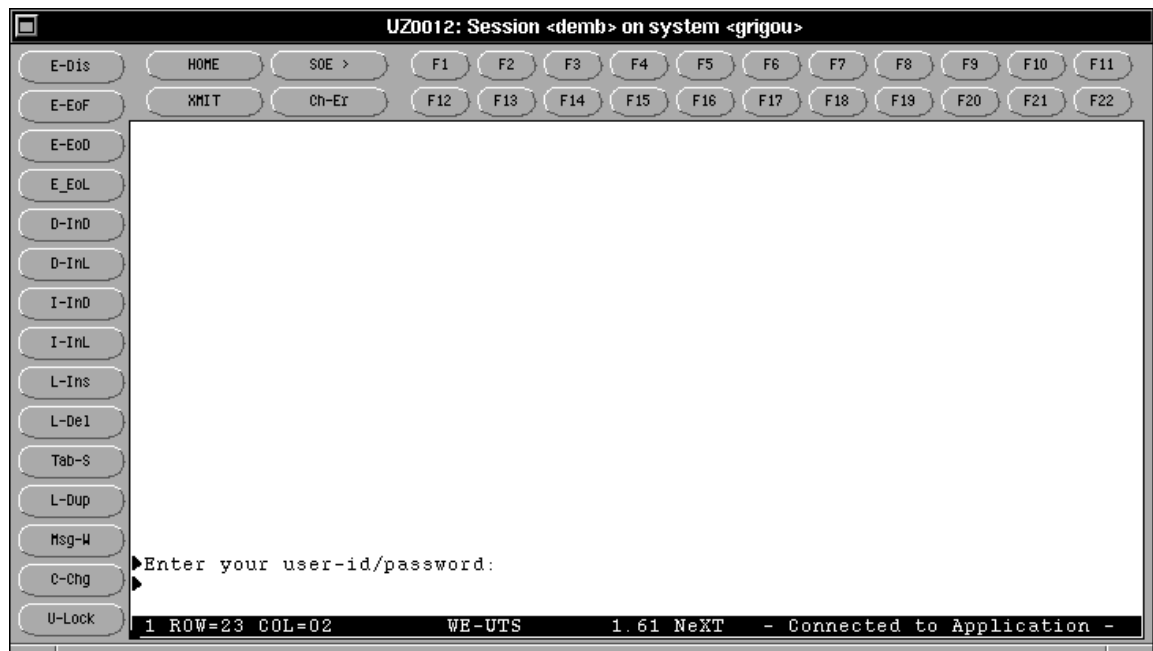 UZ0012: Session <demb> on system <grigou>
E-Dis HOME SOE > F1 F2 F3 F4 F5 F6 F7 F8 F9 F10 F11
E-EoF XMIT Ch-Er F12 F13 F14 F15 F16 F17 F18 F19 F20 F21 F22
E-EoD
E_EoL
D-InD
D-InL
I-InD
I-InL
L-Ins
L-Del
Tab-S
L-Dup
Msg-W
Enter your user-id/password:
C-Chg
U-Lock
1 ROW=23 COL=02 WE-UTS 1.61 NeXT - Connected to Application -